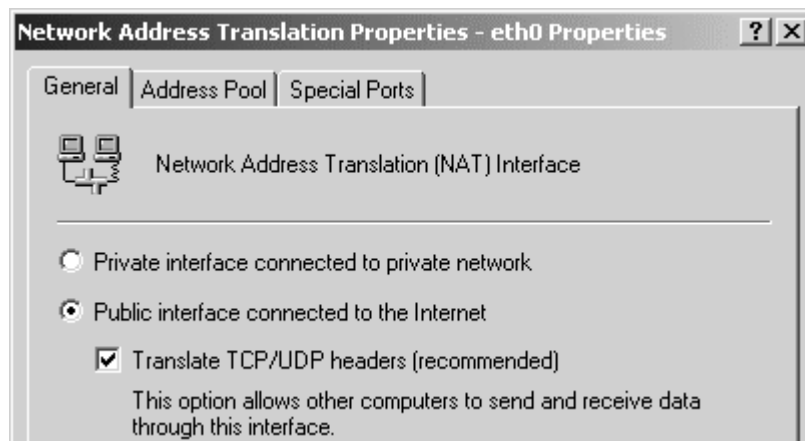 Network Address Translation Properties - eth0 Properties
General Address Pool Special Ports
Network Address Translation (NAT) Interface
Private interface connected to private network
Public interface connected to the Internet
Translate TCP/UDP headers (recommended)
This option allows other computers to send and receive data
through this interface.